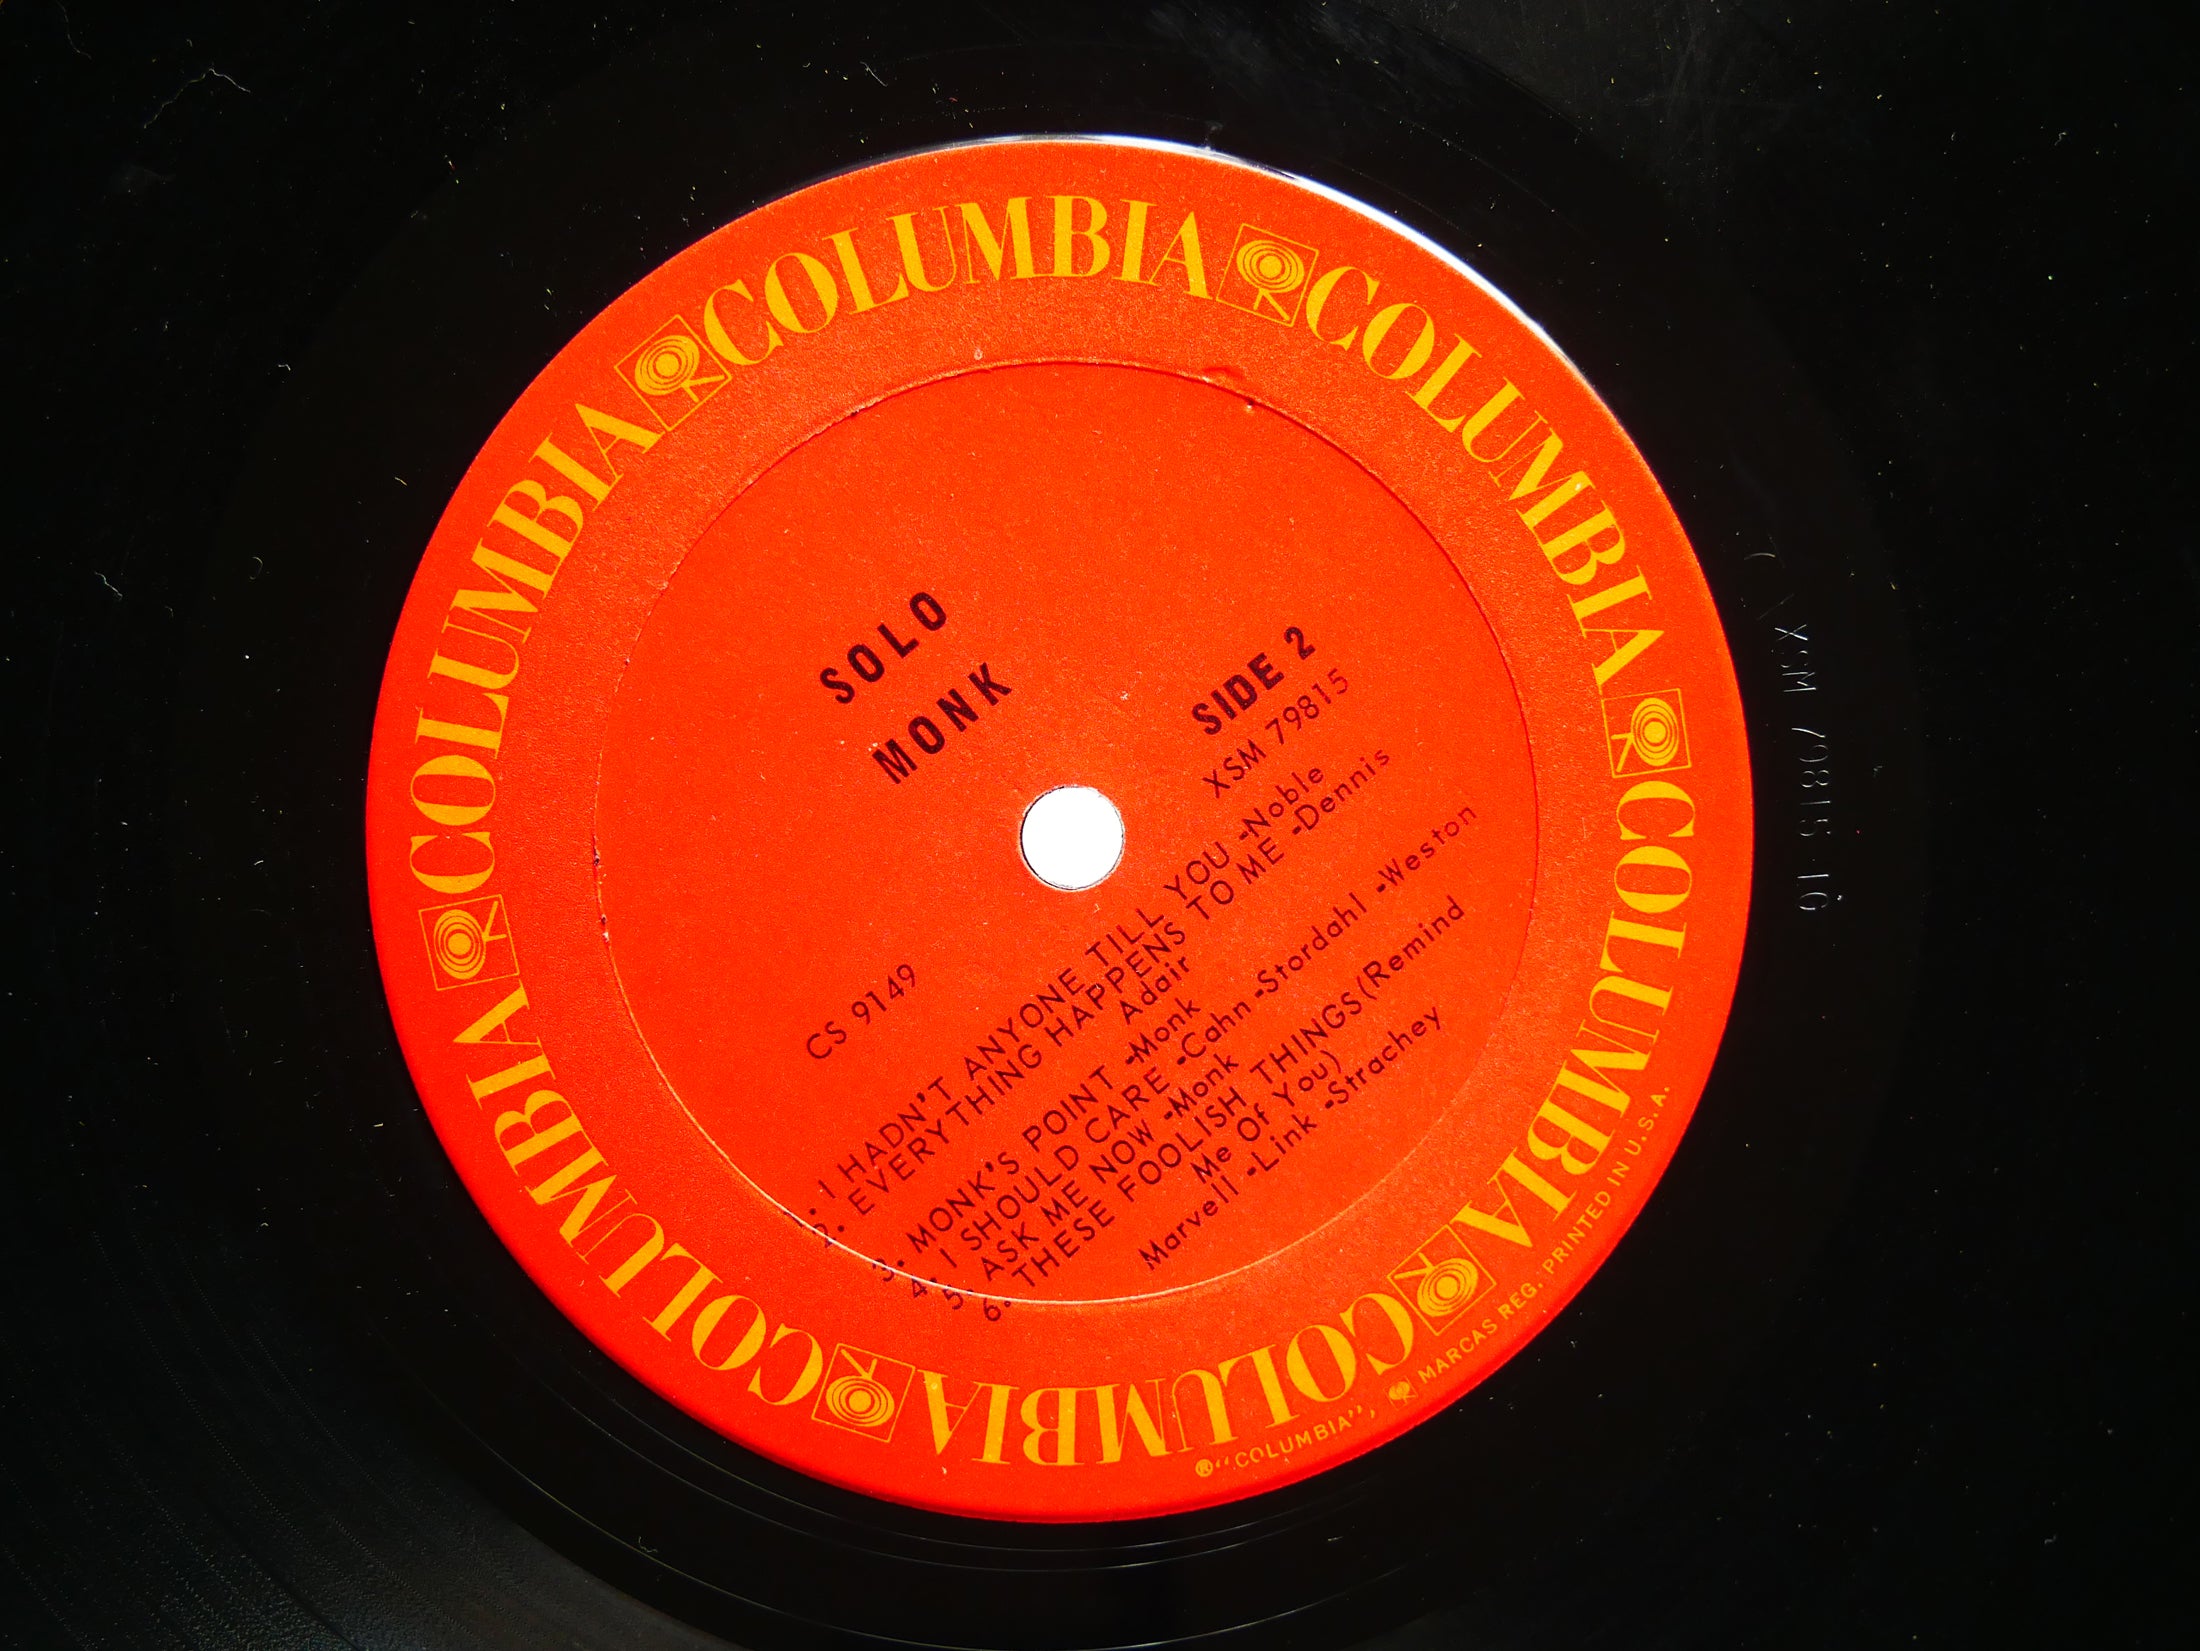 COLUMBIA COLUMBIA COLUMBIA COLUMBIA COLUMBIA COLUMBIA
SOLO
MONK
SIDE 2
XSM 79815
CS 9149
1. I HADN'T ANYONE TILL YOU -Noble
2. EVERYTHING HAPPENS TO ME -Dennis
Adair
3. MONK'S POINT -Monk
4. I SHOULD CARE -Cahn -Stordahl -Weston
5. ASK ME NOW -Monk
6. THESE FOOLISH THINGS (Remind
Me Of You)
Marvell -Link -Strachey
® "COLUMBIA", MARCAS REG. PRINTED IN U.S.A.
XSM 79815 1G